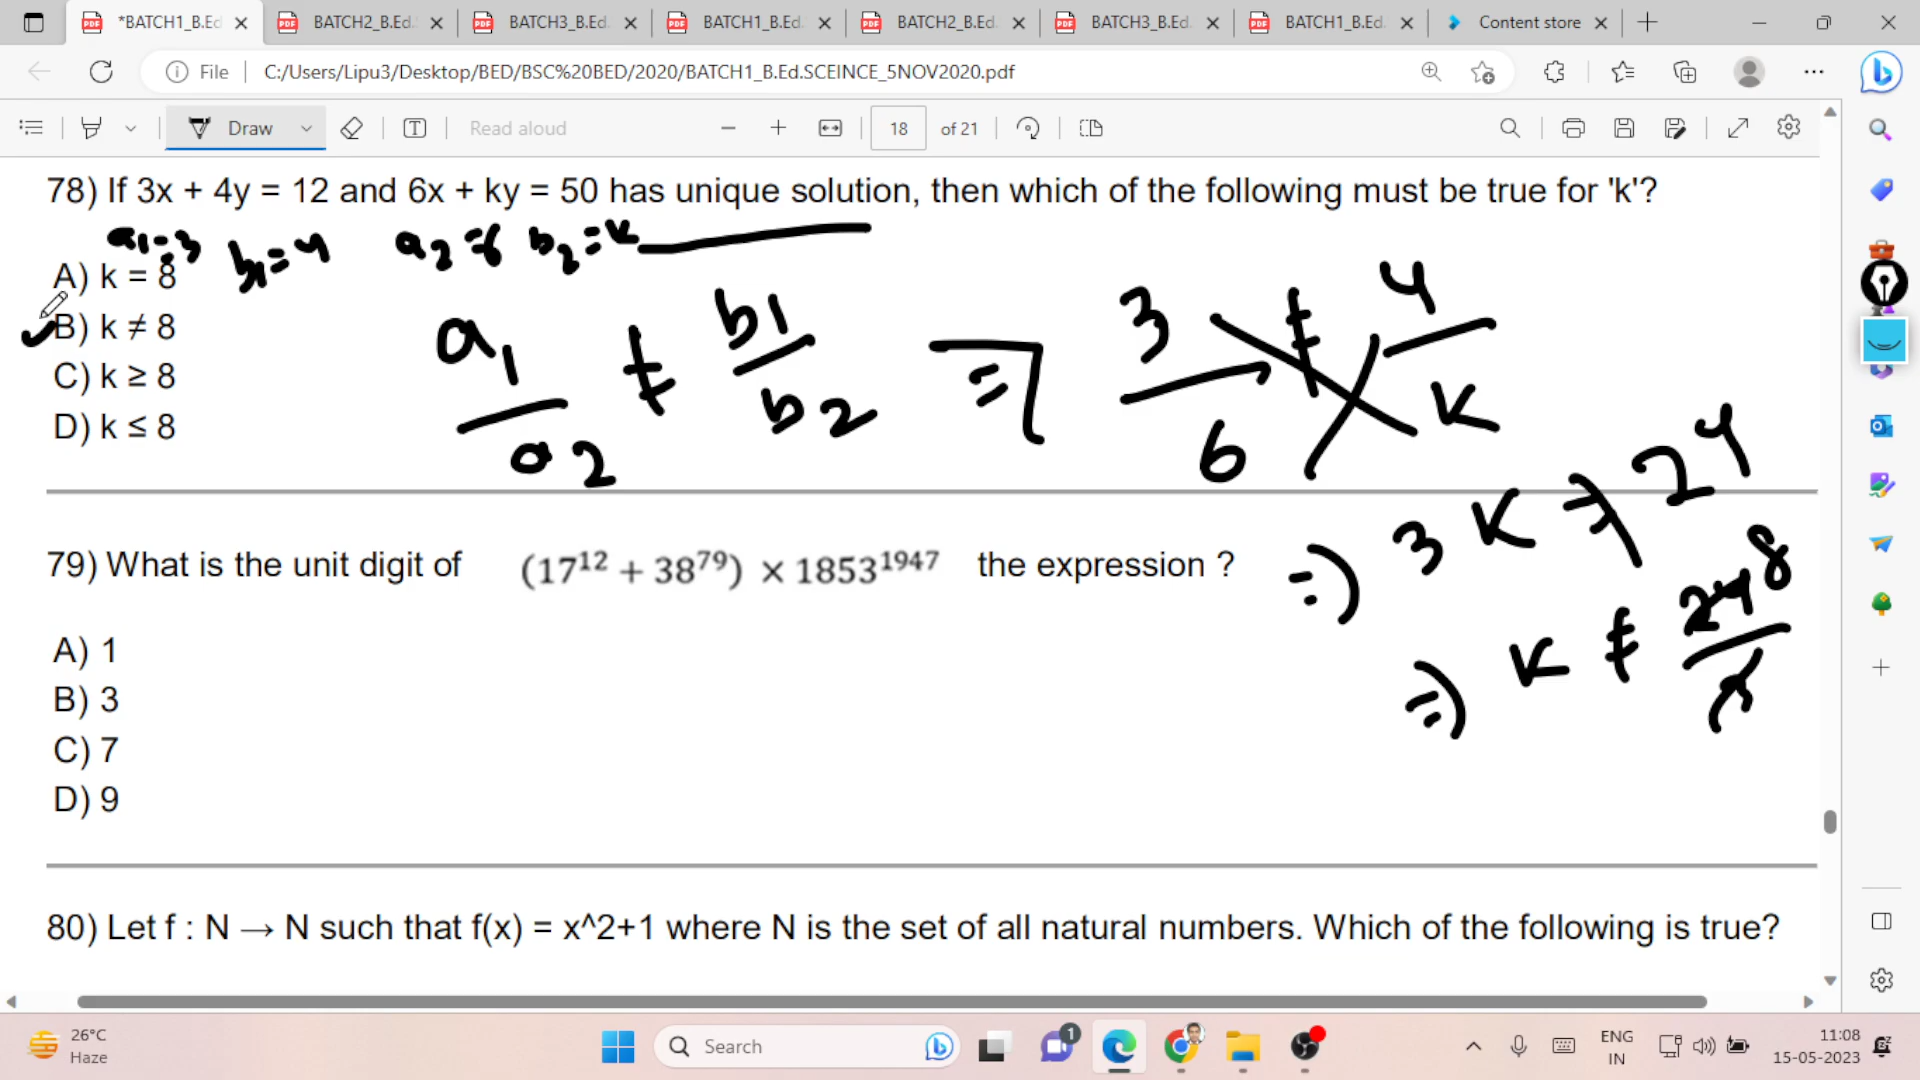 *BATCH1_B.Ed
BATCH2_B.Ed.
BATCH3_B.Ed.
BATCH1_B.Ed.
BATCH2_B.Ed.
BATCH3_B.Ed.
BATCH1_B.Ed.
Content store
File
C:/Users/Lipu3/Desktop/BED/BSC%20BED/2020/BATCH1_B.Ed.SCEINCE_5NOV2020.pdf
Draw
Read aloud
18 of 21
78) If 3x + 4y = 12 and 6x + ky = 50 has unique solution, then which of the following must be true for 'k'?
a1=3 b1=4 a2=6 b2=k
A) k = 8
B) k ≠ 8
C) k ≥ 8
D) k ≤ 8
a1/a2 ≠ b1/b2 ⇒ 3/6 ≠ 4/k
⇒ 3k ≠ 24
⇒ k ≠ 24/3 8
79) What is the unit digit of (17¹² + 38⁷⁹) × 1853¹⁹⁴⁷ the expression ?
A) 1
B) 3
C) 7
D) 9
80) Let f : N → N such that f(x) = x^2+1 where N is the set of all natural numbers. Which of the following is true?
26°C
Haze
Search
1
ENG
IN
11:08
15-05-2023